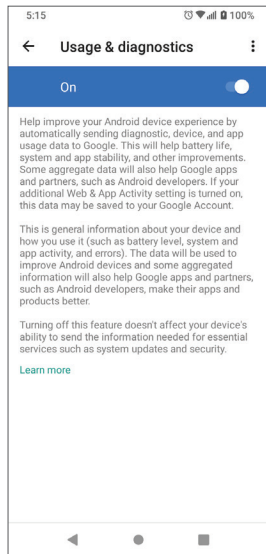 5:15
100%
Usage & diagnostics
On
Help improve your Android device experience by
automatically sending diagnostic, device, and app
usage data to Google. This will help battery life,
system and app stability, and other improvements.
Some aggregate data will also help Google apps
and partners, such as Android developers. If your
additional Web & App Activity setting is turned on,
this data may be saved to your Google Account.
This is general information about your device and
how you use it (such as battery level, system and
app activity, and errors). The data will be used to
improve Android devices and some aggregated
information will also help Google apps and partners,
such as Android developers, make their apps and
products better.
Turning off this feature doesn't affect your device's
ability to send the information needed for essential
services such as system updates and security.
Learn more